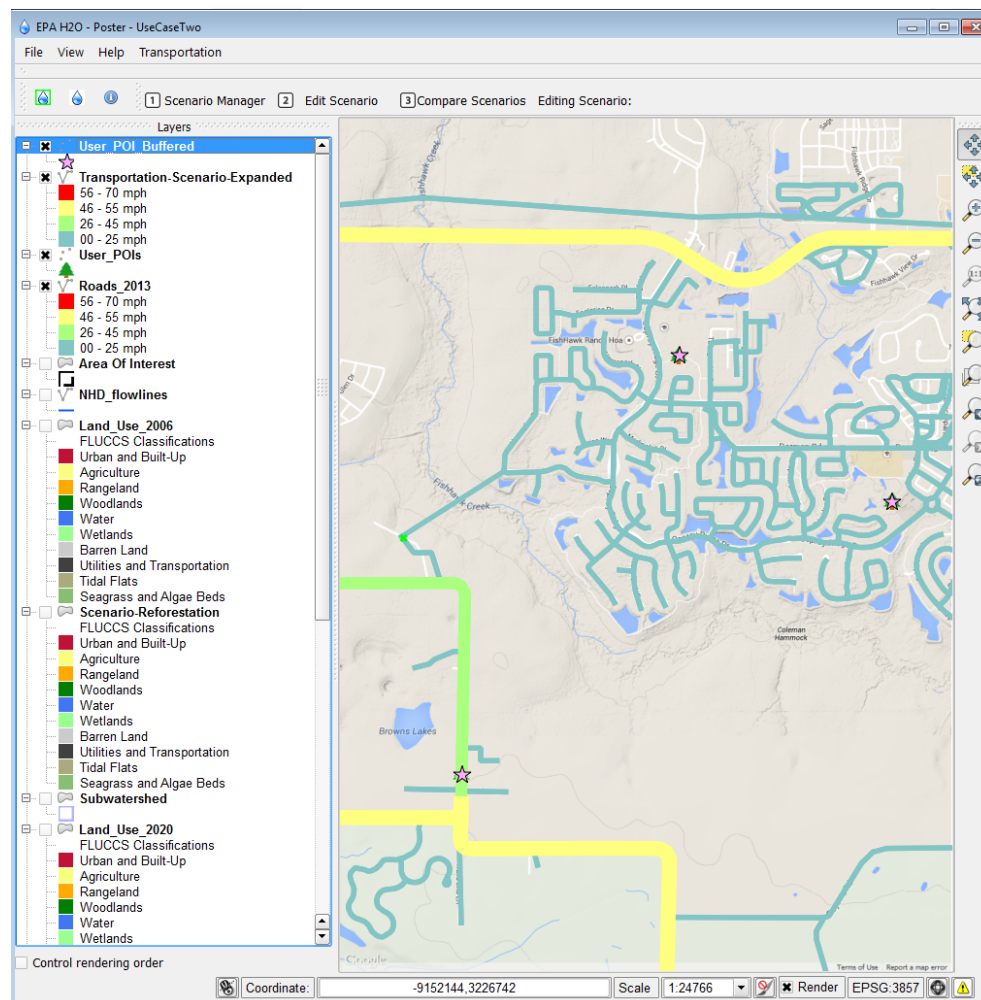 EPA H2O - Poster - UseCaseTwo
File View Help Transportation
1 Scenario Manager 2 Edit Scenario 3 Compare Scenarios Editing Scenario:
Layers
User_POI_Buffered
Transportation-Scenario-Expanded
56 - 70 mph
46 - 55 mph
26 - 45 mph
00 - 25 mph
User_POIs
Roads_2013
56 - 70 mph
46 - 55 mph
26 - 45 mph
00 - 25 mph
Area Of Interest
NHD_flowlines
Land_Use_2006
FLUCCS Classifications
Urban and Built-Up
Agriculture
Rangeland
Woodlands
Water
Wetlands
Barren Land
Utilities and Transportation
Tidal Flats
Seagrass and Algae Beds
Scenario-Reforestation
FLUCCS Classifications
Urban and Built-Up
Agriculture
Rangeland
Woodlands
Water
Wetlands
Barren Land
Utilities and Transportation
Tidal Flats
Seagrass and Algae Beds
Subwatershed
Land_Use_2020
FLUCCS Classifications
Urban and Built-Up
Agriculture
Rangeland
Woodlands
Water
Wetlands
Control rendering order
Fishhawk Creek
Fishhawk Ridge
Fishhawk View Dr
FishHawk Ranch Hoa
Fishhawk Creek
Coleman
Hammock
Browns Lakes
Google
Terms of Use Report a map error
Coordinate: -9152144,3226742 Scale 1:24766 Render EPSG:3857